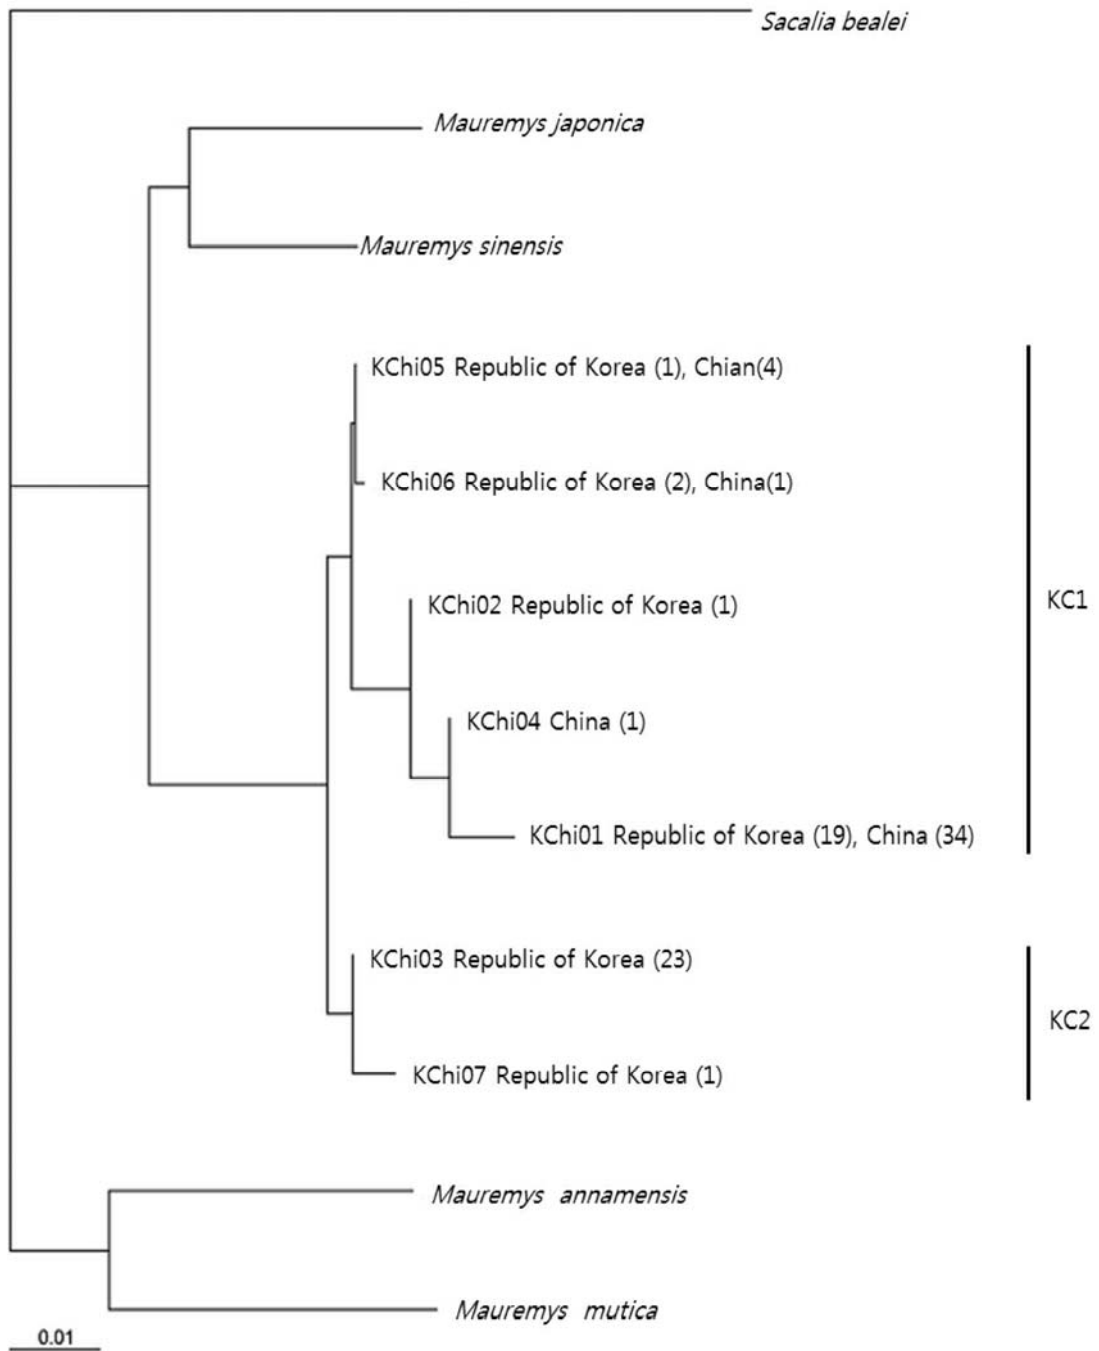 Sacalia bealei
Mauremys japonica
Mauremys sinensis
KChi05 Republic of Korea (1), Chian(4)
KChi06 Republic of Korea (2), China(1)
KChi02 Republic of Korea (1)
KC1
KChi04 China (1)
KChi01 Republic of Korea (19), China (34)
KChi03 Republic of Korea (23)
KC2
KChi07 Republic of Korea (1)
Mauremys annamensis
Mauremys mutica
0.01